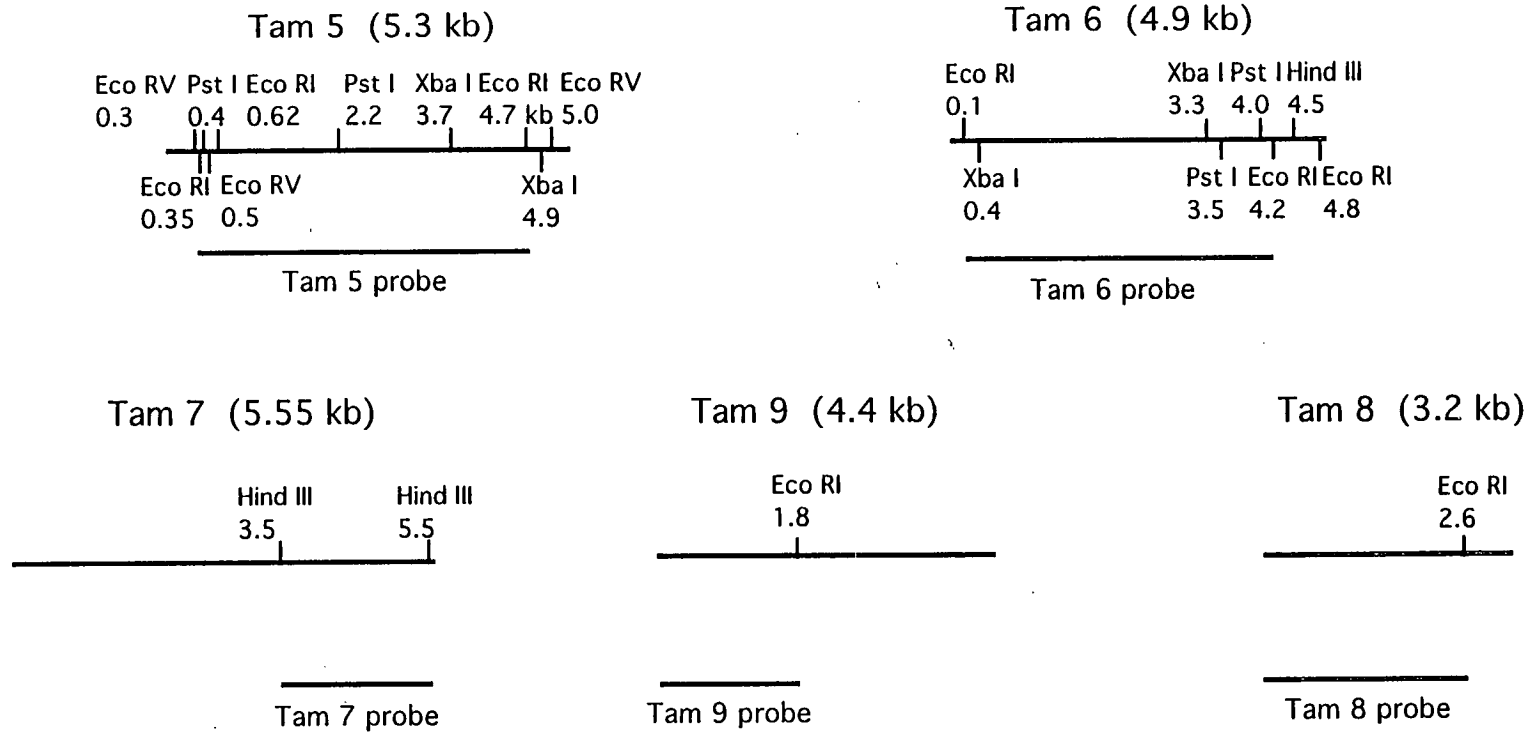 Tam 5 (5.3 kb)
Eco RV Pst I Eco RI Pst I Xba I Eco RI Eco RV
0.3 0.4 0.62 2.2 3.7 4.7 kb 5.0
Eco RI Eco RV Xba I
0.35 0.5 4.9
Tam 5 probe
Tam 6 (4.9 kb)
Eco RI Xba I Pst I Hind III
0.1 3.3 4.0 4.5
Xba I Pst I Eco RI Eco RI
0.4 3.5 4.2 4.8
Tam 6 probe
Tam 7 (5.55 kb)
Hind III Hind III
3.5 5.5
Tam 7 probe
Tam 9 (4.4 kb)
Eco RI
1.8
Tam 9 probe
Tam 8 (3.2 kb)
Eco RI
2.6
Tam 8 probe